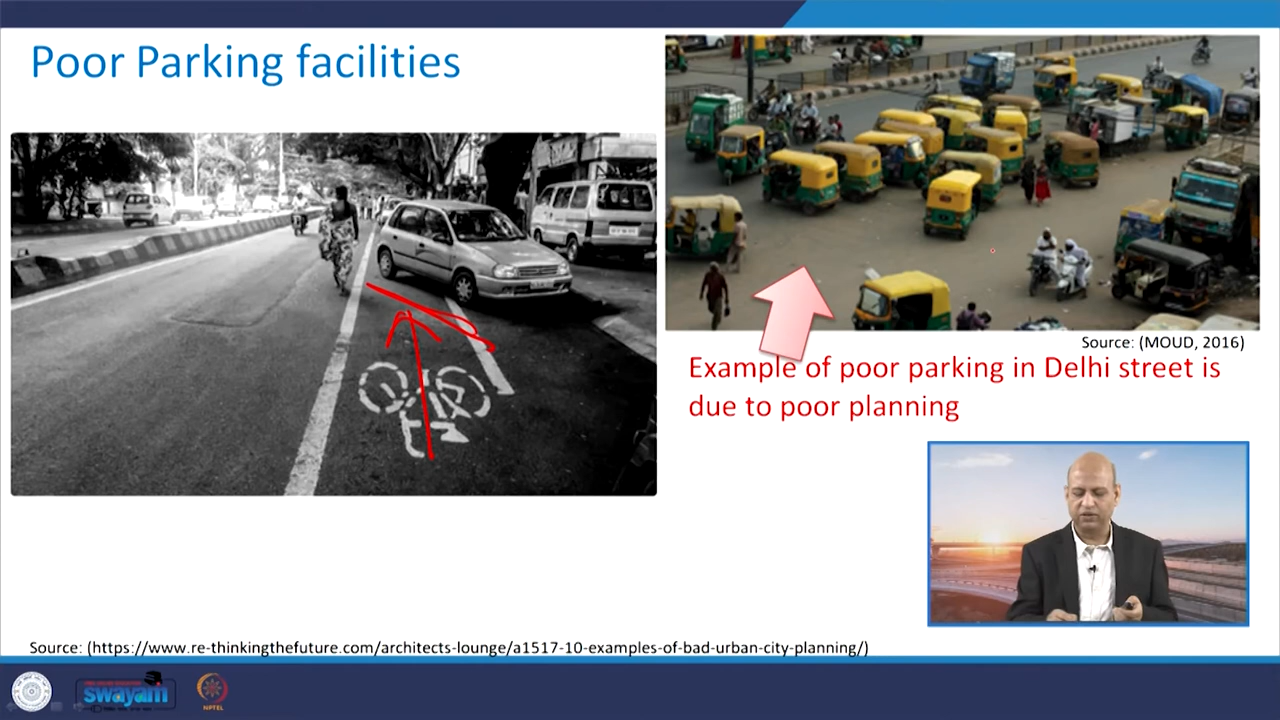 Poor Parking facilities
Source: (MOUD, 2016)
Example of poor parking in Delhi street is
due to poor planning
Source: (https://www.re-thinkingthefuture.com/architects-lounge/a1517-10-examples-of-bad-urban-city-planning/)
swayam
NPTEL